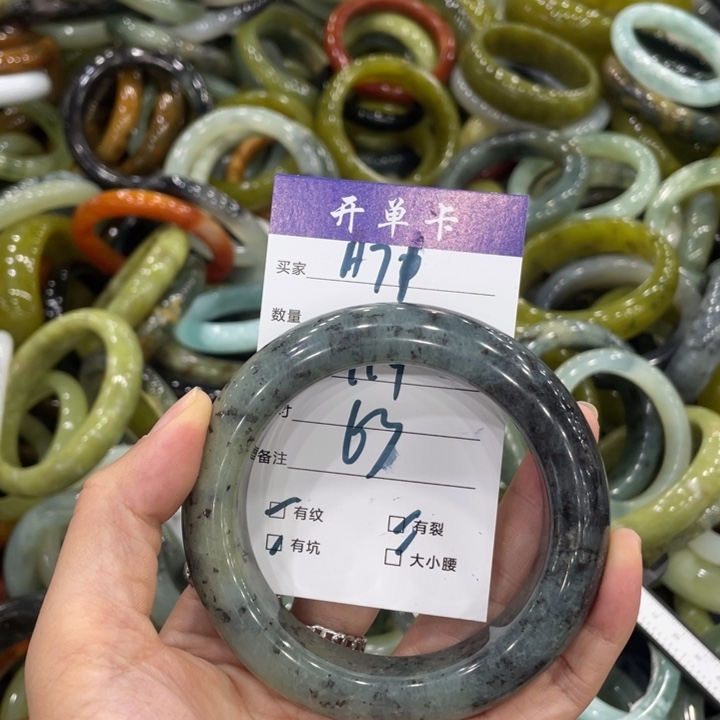 开单卡
买家
数量
寸 63
备注
有纹 有裂
有坑 大小腰